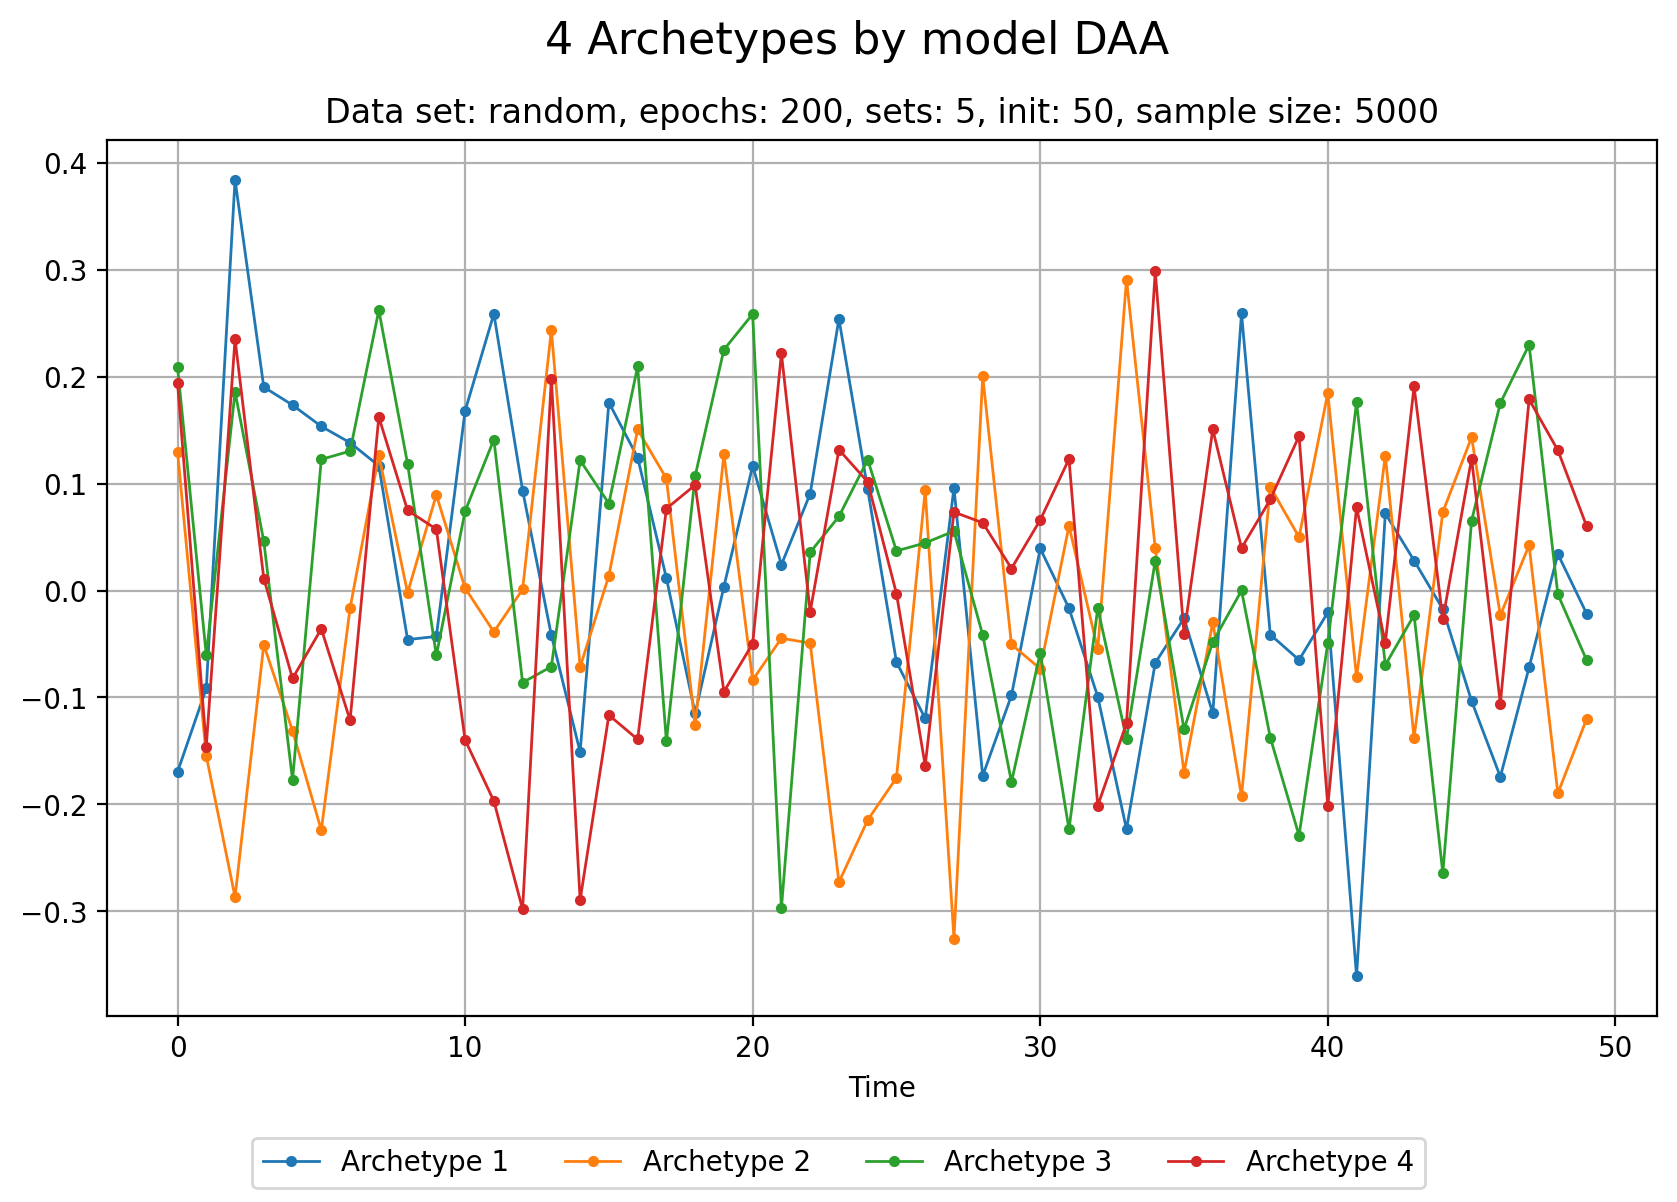 4 Archetypes by model DAA
Data set: random, epochs: 200, sets: 5, init: 50, sample size: 5000
0.4
0.3
0.2
0.1
0.0
−0.1
−0.2
−0.3
0 10 20 30 40 50
Time
Archetype 1 Archetype 2 Archetype 3 Archetype 4